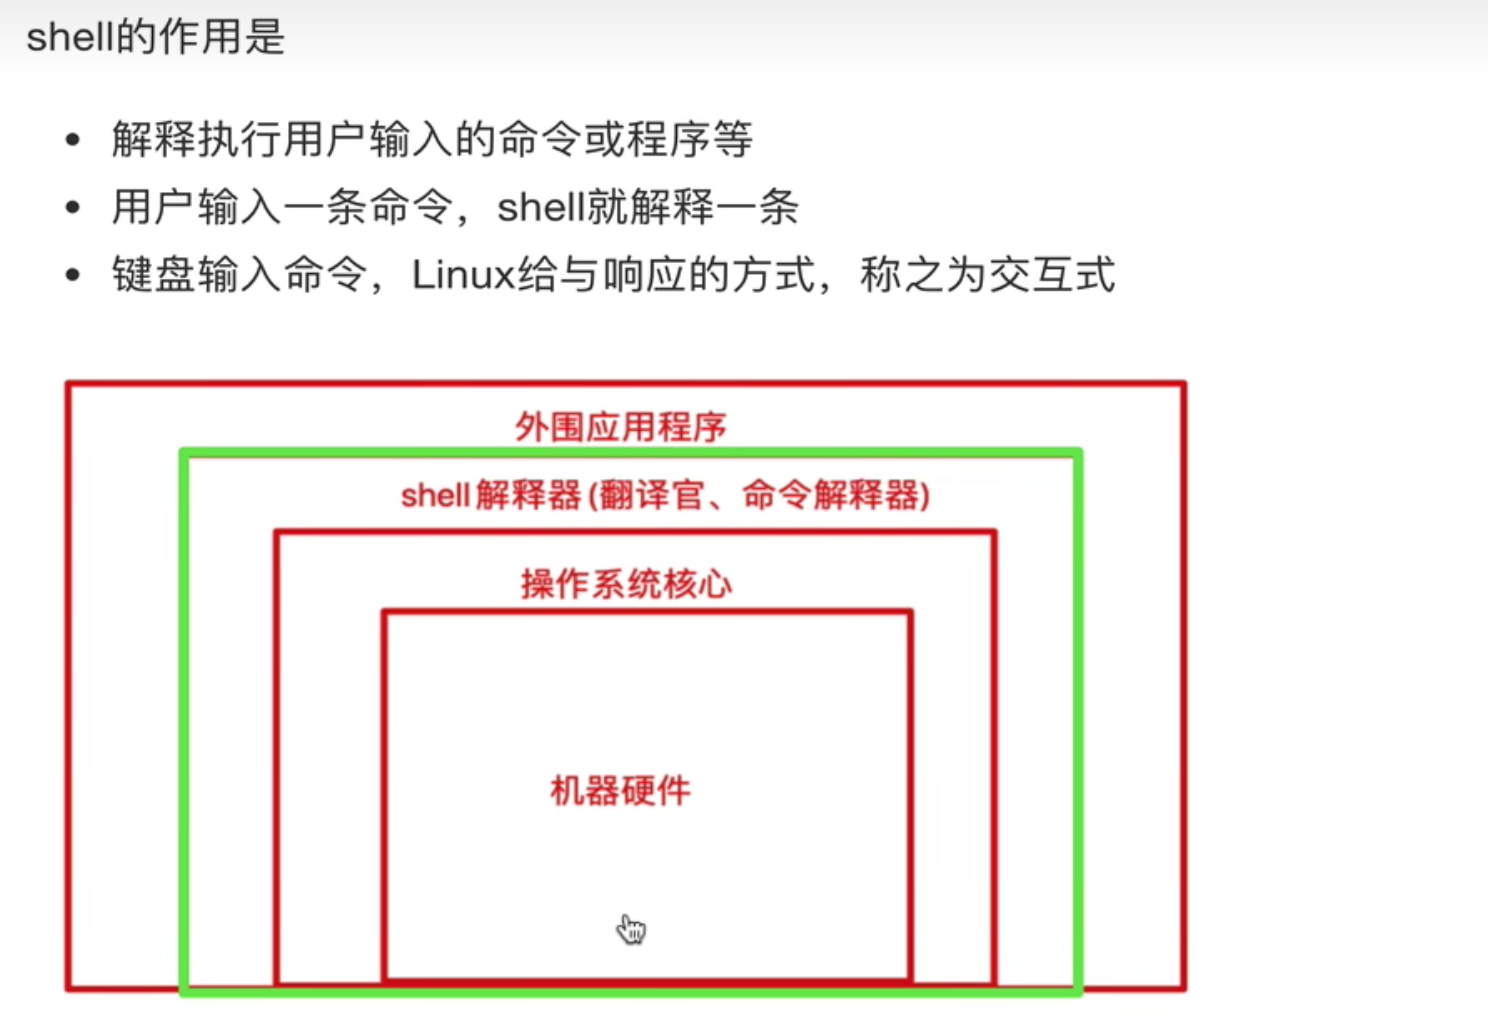 shell的作用是
解释执行用户输入的命令或程序等
用户输入一条命令，shell就解释一条
键盘输入命令，Linux给与响应的方式，称之为交互式
外围应用程序
shell 解释器 (翻译官、命令解释器)
操作系统核心
机器硬件